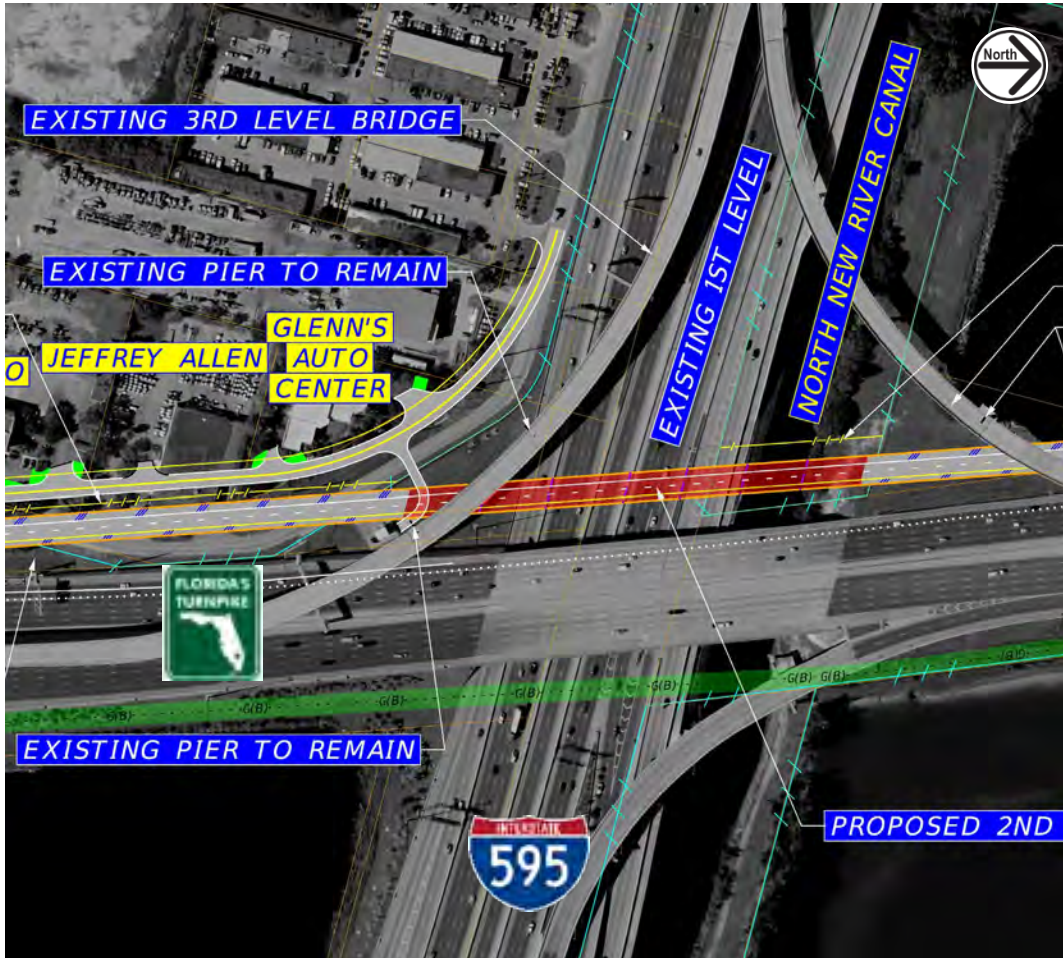 North
EXISTING 3RD LEVEL BRIDGE
NORTH NEW RIVER CANAL
EXISTING 1ST LEVEL
EXISTING PIER TO REMAIN
GLENN'S
O
JEFFREY ALLEN
AUTO
CENTER
FLORIDA'S
TURNPIKE
-G(B)-
-G(B)-
-G(B)-
-G(B)-
-G(B)-
-G(B)-
-G(B)-
-G(B)-
EXISTING PIER TO REMAIN
INTERSTATE
595
PROPOSED 2ND